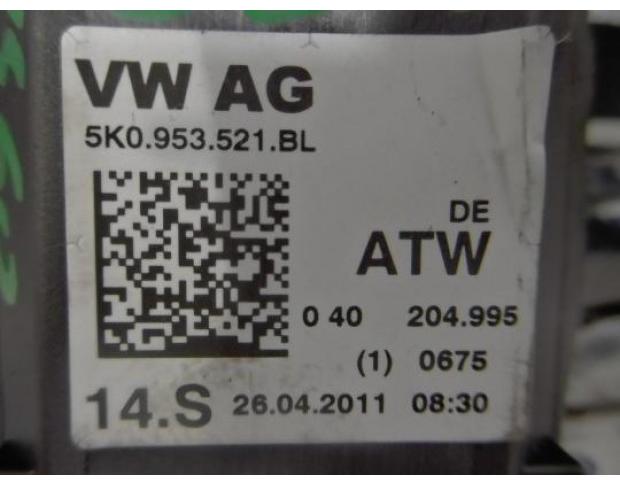 VW AG
5K0.953.521.BL
DE
ATW
0 40 204.995
(1) 0675
14.S 26.04.2011 08:30